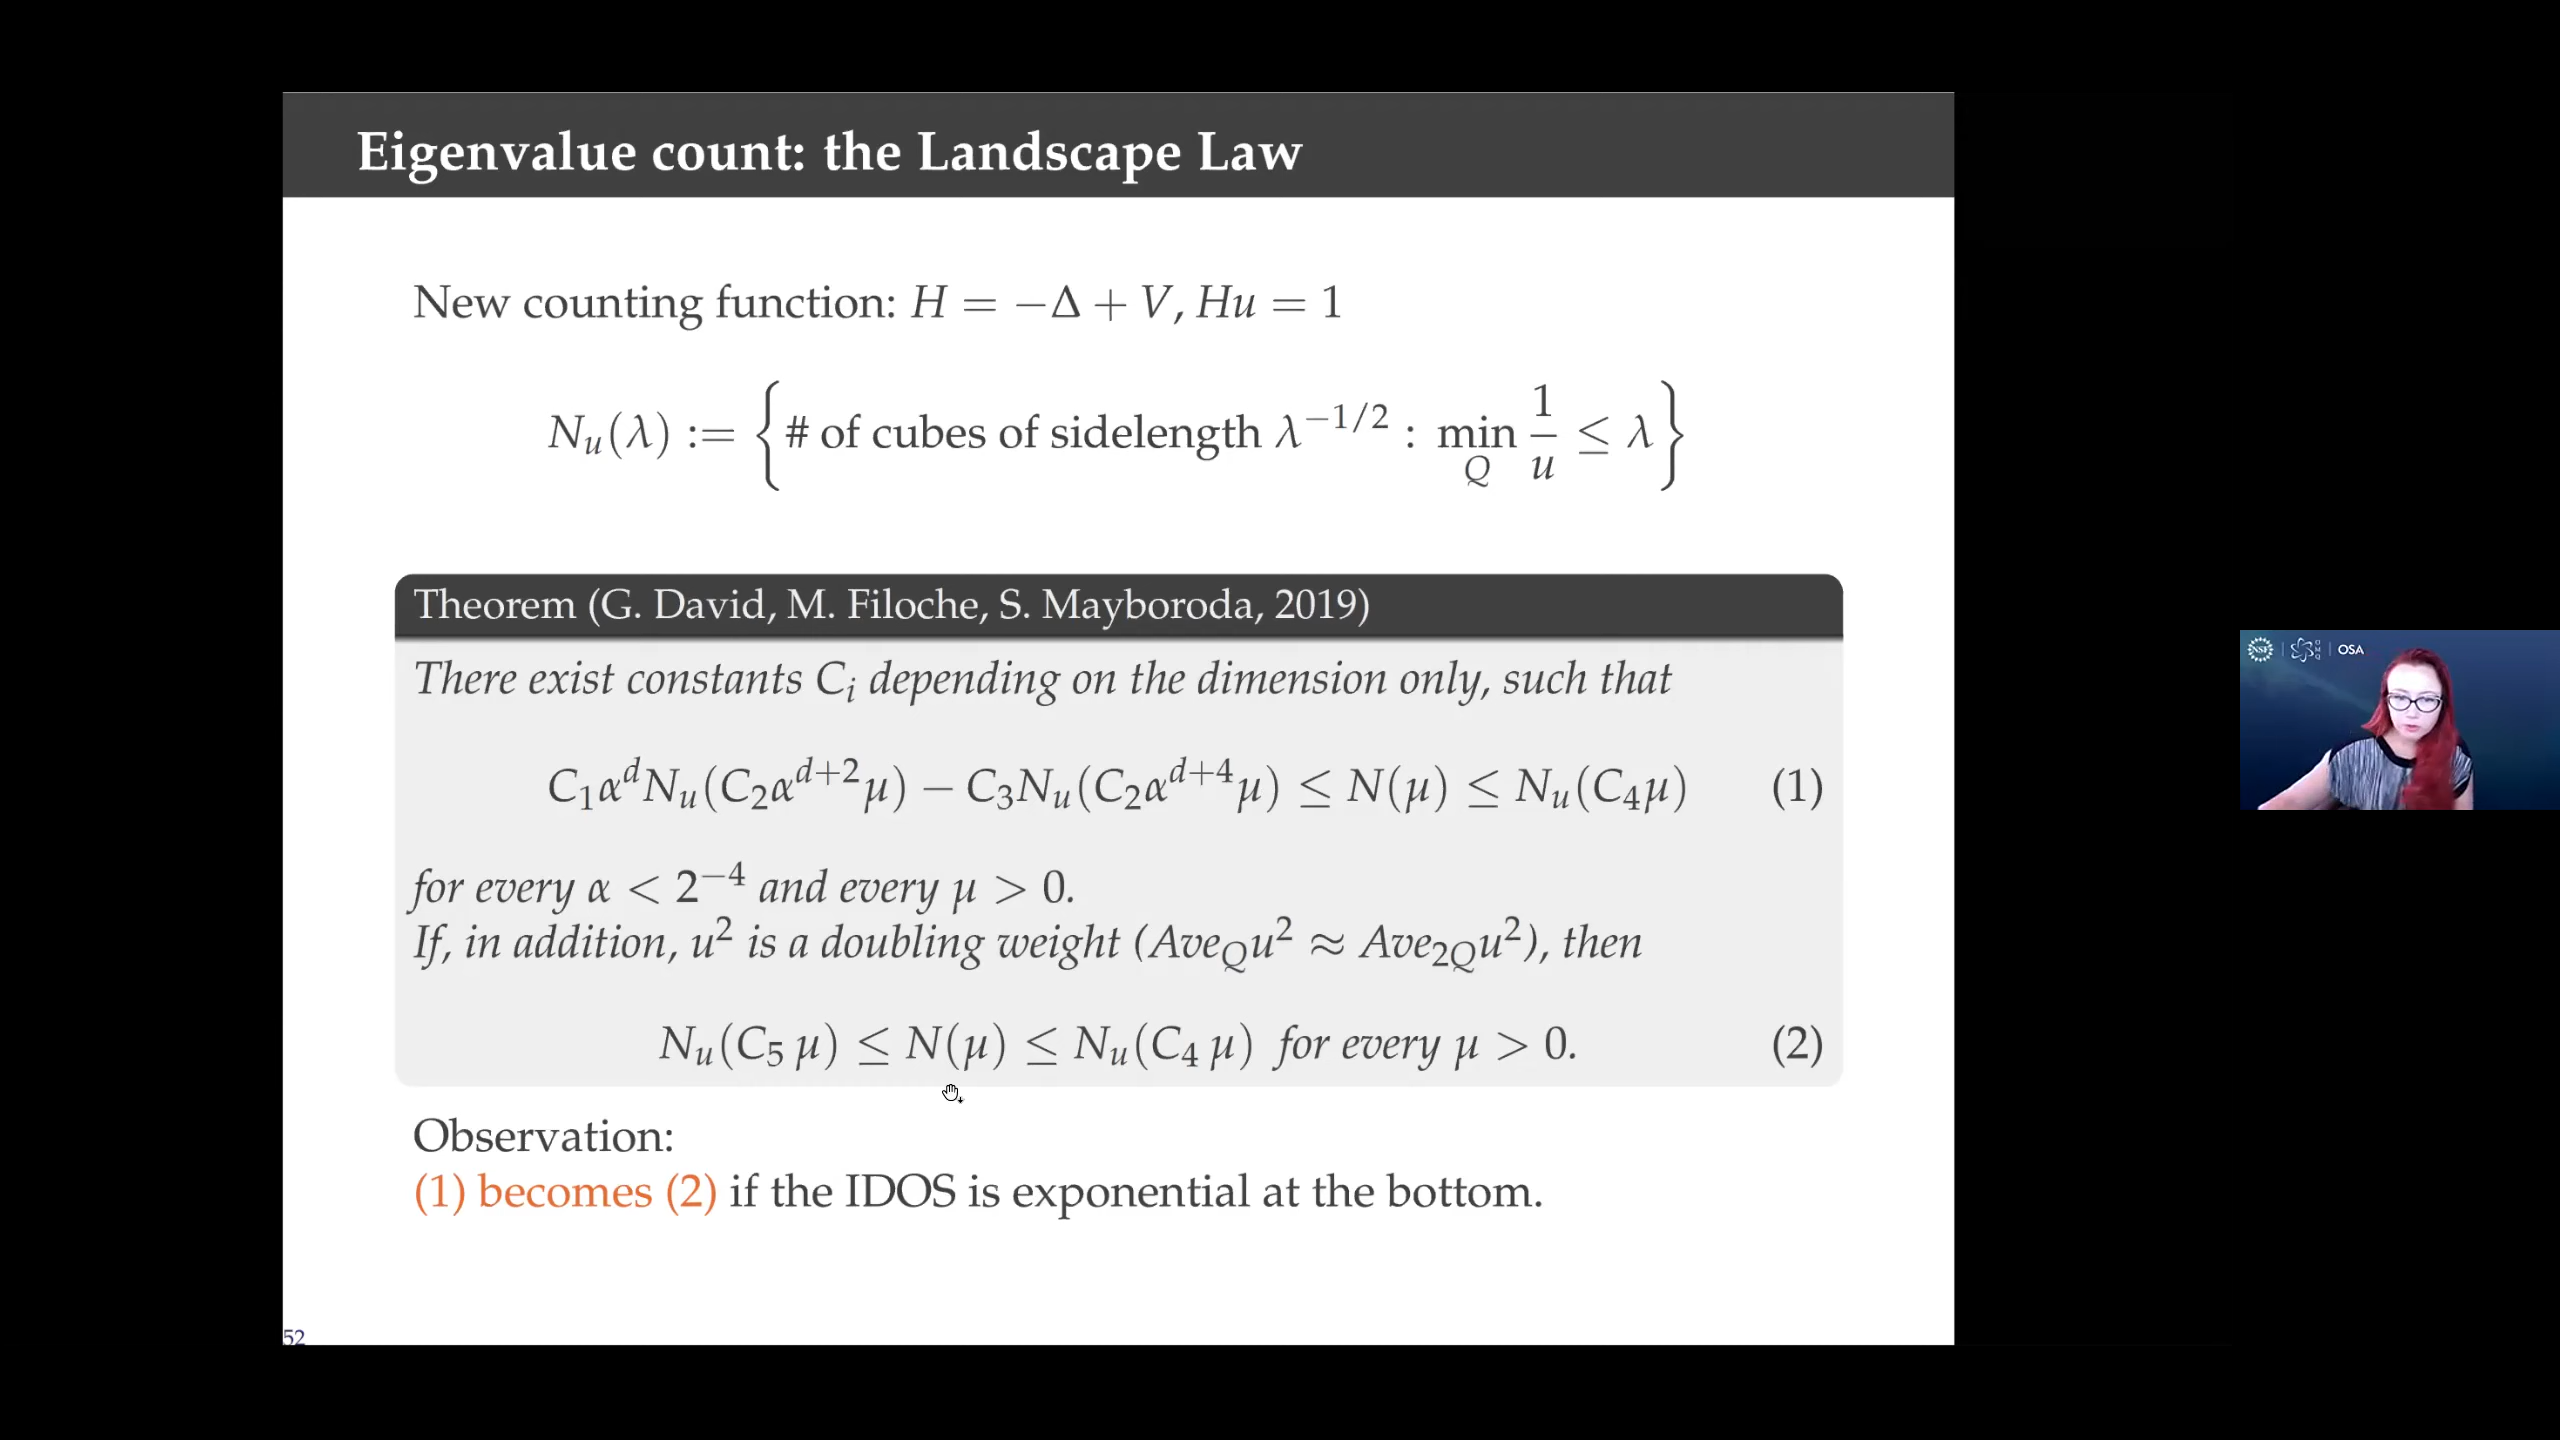 Eigenvalue count: the Landscape Law
New counting function: H = −Δ + V, Hu = 1
N_u(λ) := {# of cubes of sidelength λ^{−1/2} : min_Q 1/u ≤ λ}
Theorem (G. David, M. Filoche, S. Mayboroda, 2019)
There exist constants C_i depending on the dimension only, such that
C_1α^d N_u(C_2α^{d+2}μ) − C_3N_u(C_2α^{d+4}μ) ≤ N(μ) ≤ N_u(C_4μ) (1)
for every α < 2^{−4} and every μ > 0.
If, in addition, u^2 is a doubling weight (Ave_Q u^2 ≈ Ave_{2Q} u^2), then
N_u(C_5 μ) ≤ N(μ) ≤ N_u(C_4 μ) for every μ > 0. (2)
Observation:
(1) becomes (2) if the IDOS is exponential at the bottom.
52
NSF | OSA